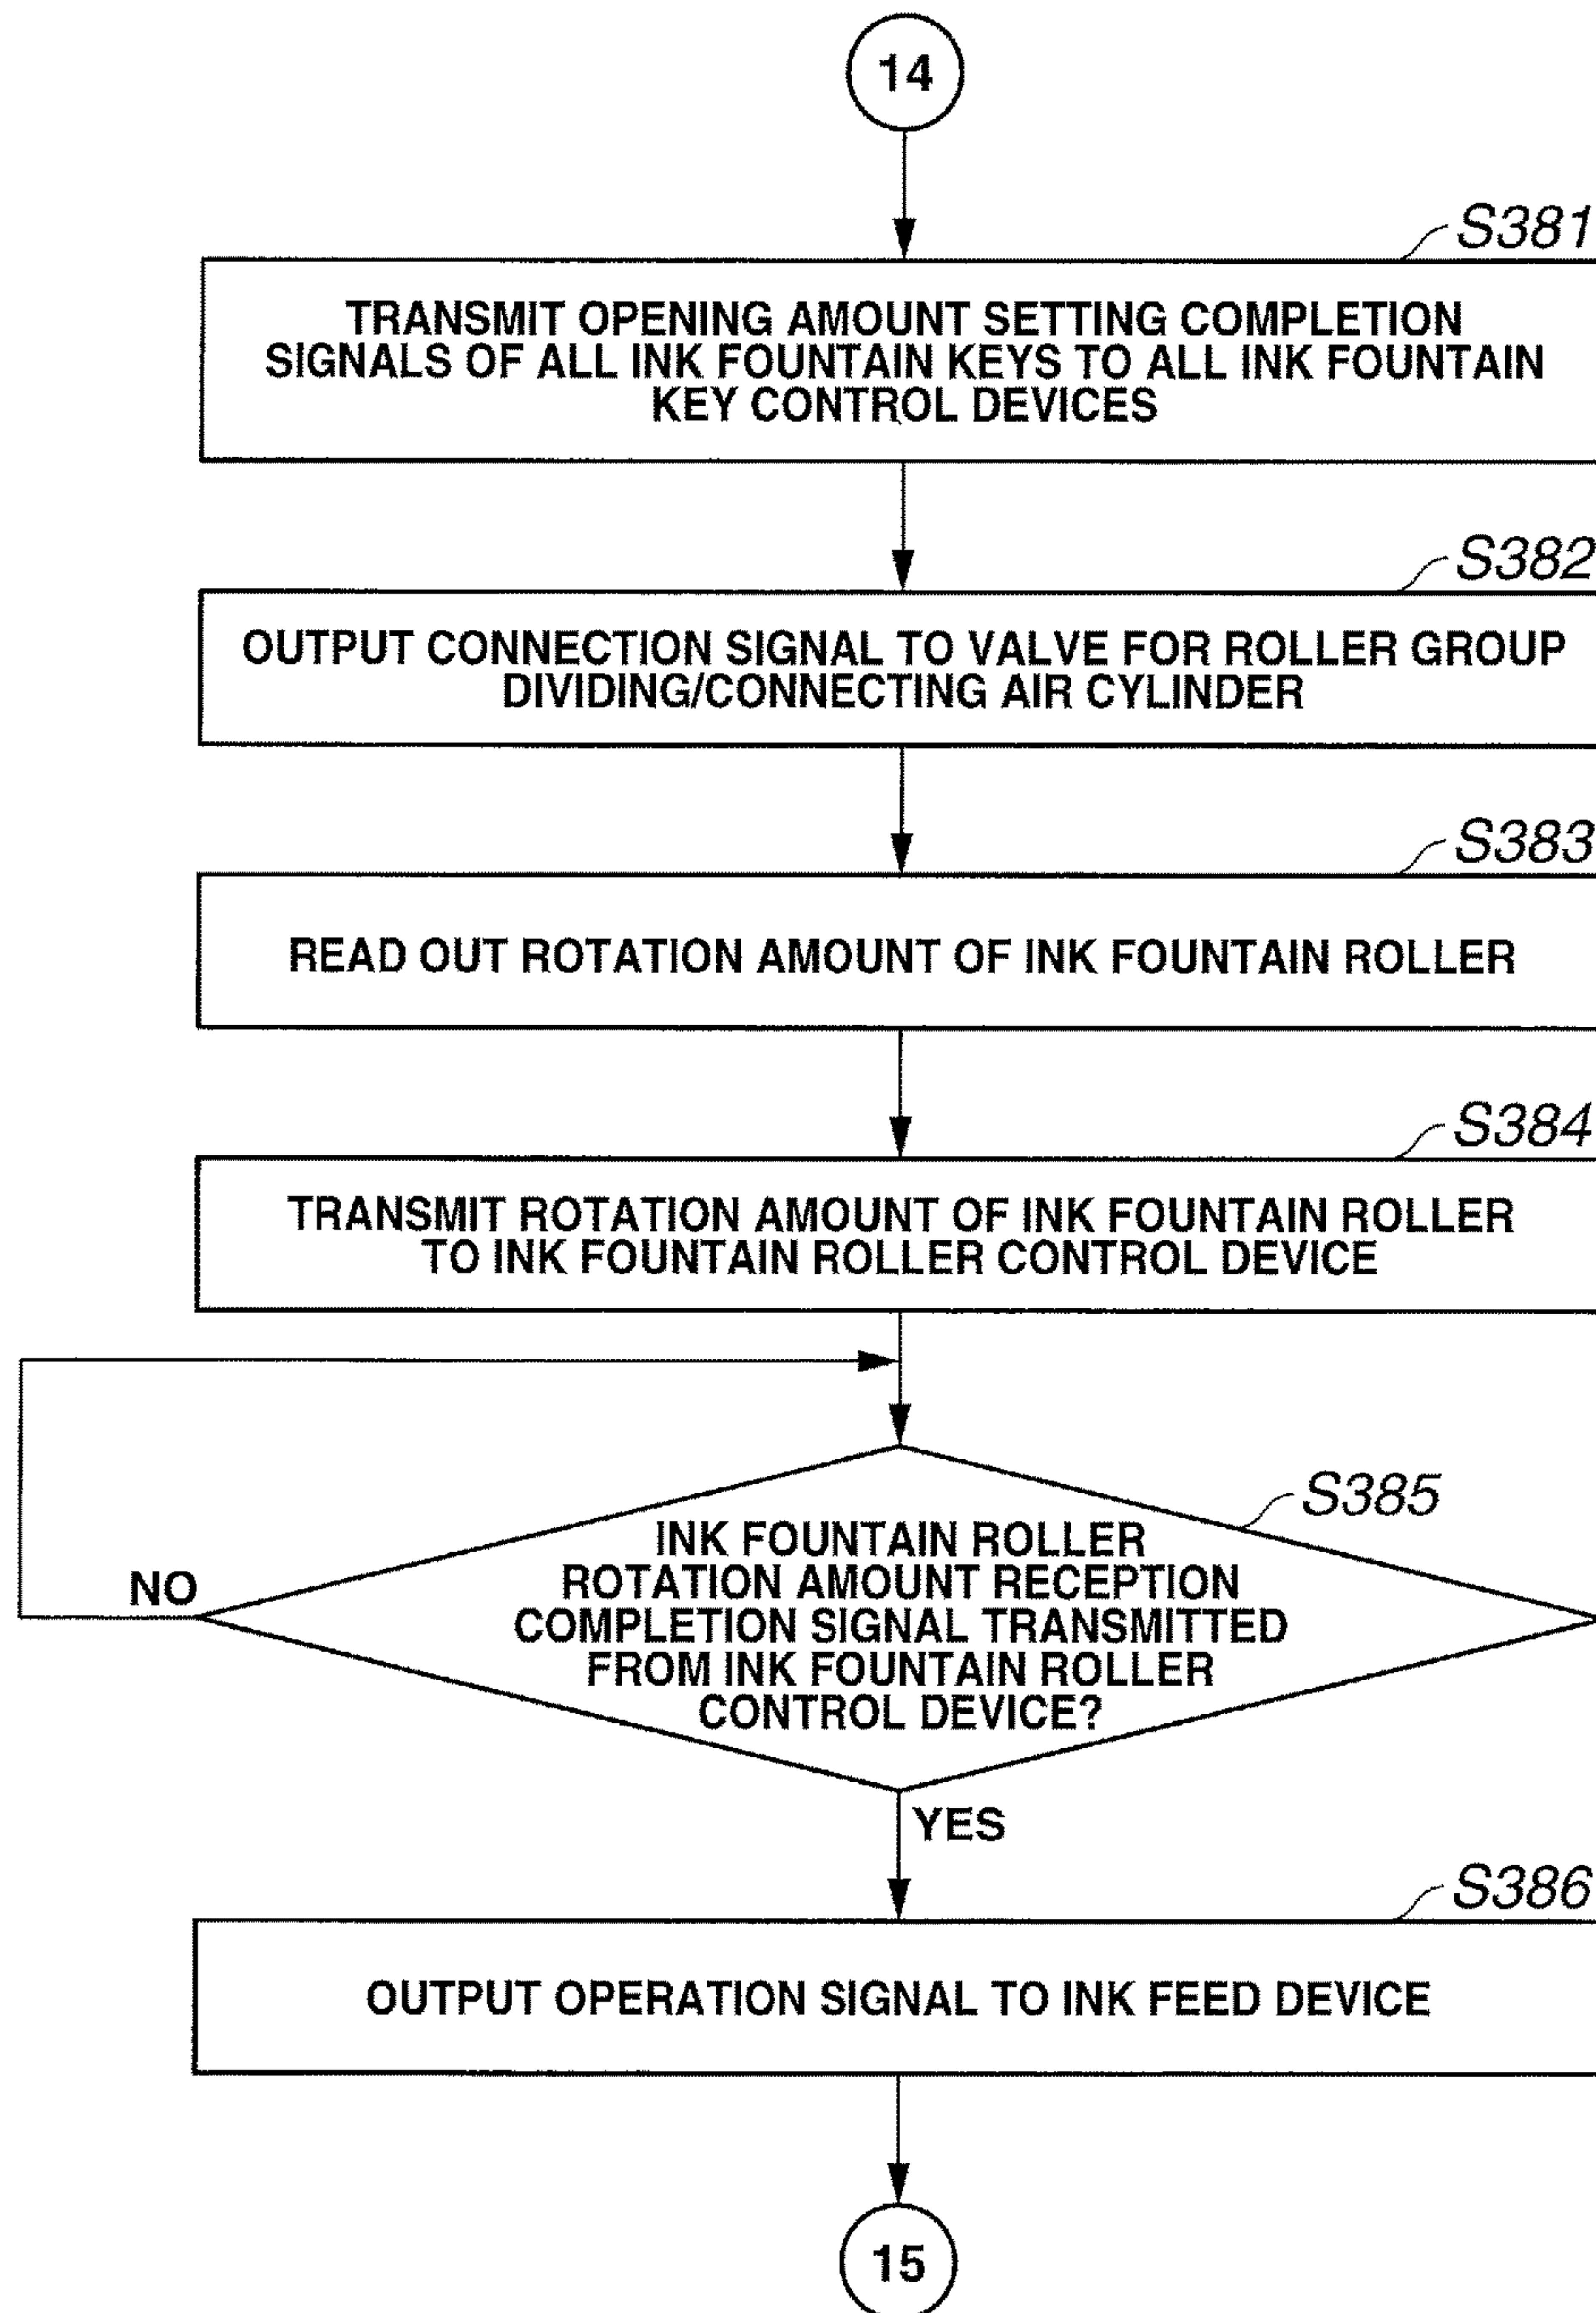 14
S381
TRANSMIT OPENING AMOUNT SETTING COMPLETION
SIGNALS OF ALL INK FOUNTAIN KEYS TO ALL INK FOUNTAIN
KEY CONTROL DEVICES
S382
OUTPUT CONNECTION SIGNAL TO VALVE FOR ROLLER GROUP
DIVIDING/CONNECTING AIR CYLINDER
S383
READ OUT ROTATION AMOUNT OF INK FOUNTAIN ROLLER
S384
TRANSMIT ROTATION AMOUNT OF INK FOUNTAIN ROLLER
TO INK FOUNTAIN ROLLER CONTROL DEVICE
S385
INK FOUNTAIN ROLLER
ROTATION AMOUNT RECEPTION
COMPLETION SIGNAL TRANSMITTED
FROM INK FOUNTAIN ROLLER
CONTROL DEVICE?
NO
YES
S386
OUTPUT OPERATION SIGNAL TO INK FEED DEVICE
15